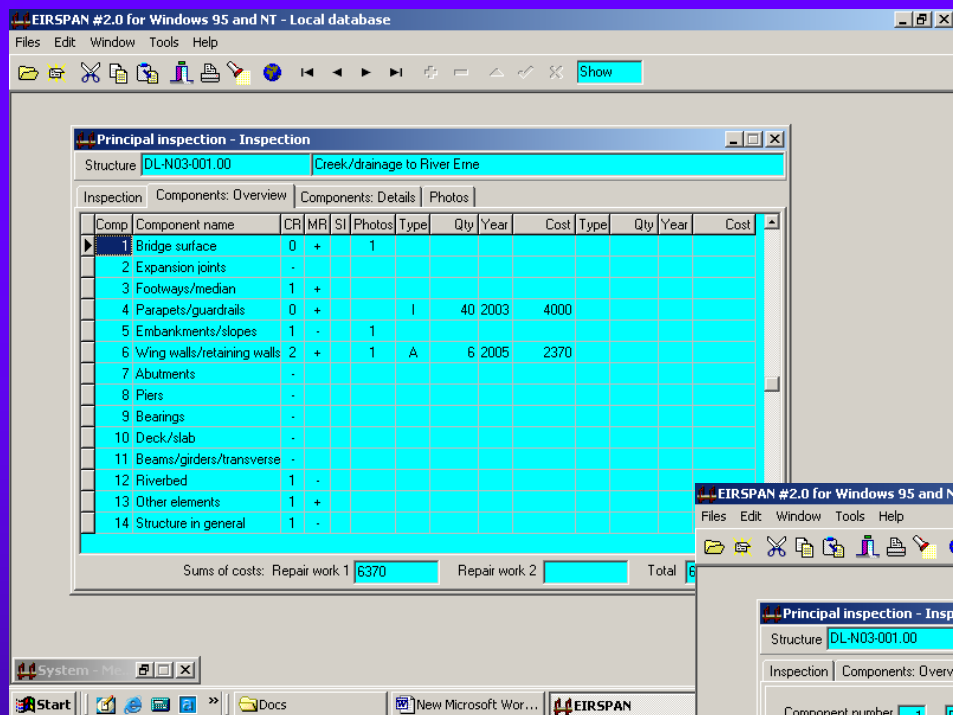 EIRSPAN #2.0 for Windows 95 and NT - Local database
Files Edit Window Tools Help
Show
Principal inspection - Inspection
Structure DL-N03-001.00 Creek/drainage to River Erne
Inspection Components: Overview Components: Details Photos
Comp Component name CR MR SI Photos Type Qty Year Cost Type Qty Year Cost
1 Bridge surface 0 + 1
2 Expansion joints -
3 Footways/median 1 +
4 Parapets/guardrails 0 + I 40 2003 4000
5 Embankments/slopes 1 - 1
6 Wing walls/retaining walls 2 + 1 A 6 2005 2370
7 Abutments -
8 Piers -
9 Bearings -
10 Deck/slab -
11 Beams/girders/transverse -
12 Riverbed 1 -
13 Other elements 1 +
14 Structure in general 1 -
Sums of costs: Repair work 1 6370 Repair work 2 Total 6
EIRSPAN #2.0 for Windows 95 and N
Files Edit Window Tools Help
Principal inspection - Insp
Structure DL-N03-001.00
Inspection Components: Overv
Component number 1
System - M
Start » Docs New Microsoft Wor... EIRSPAN